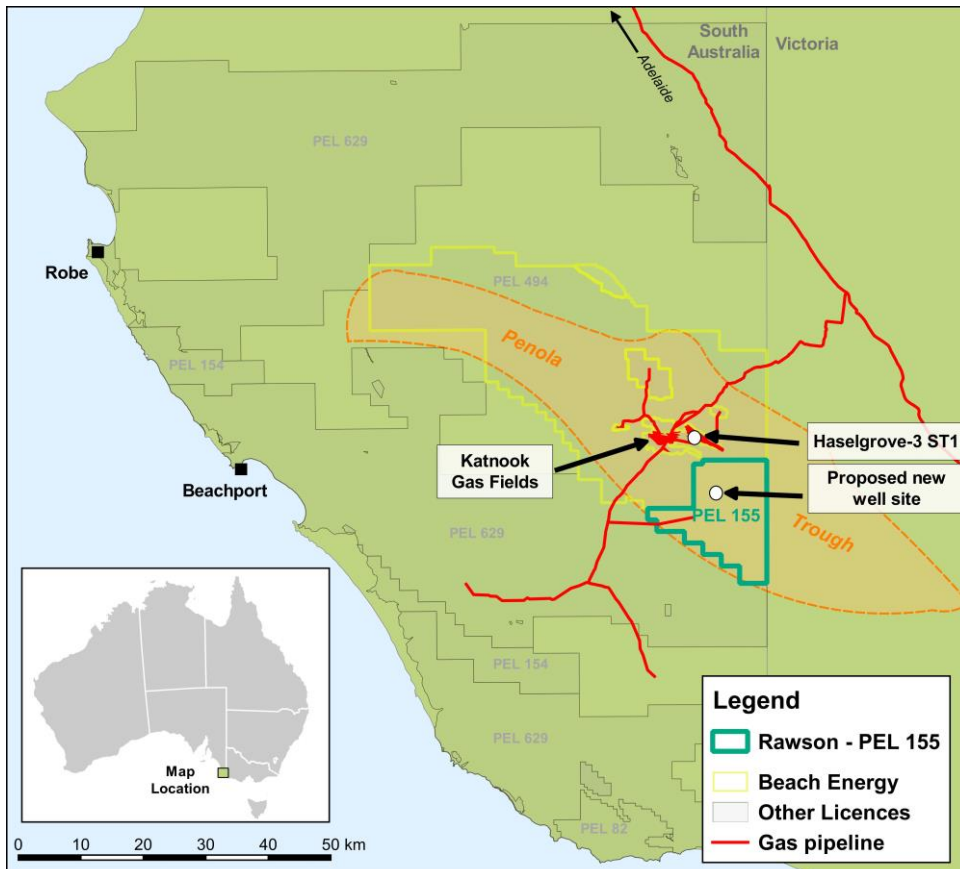 South
Australia
Victoria
Adelaide
PEL 629
Robe
PEL 494
Penola
PEL 154
Katnook
Gas Fields
Haselgrove-3 ST1
Beachport
Proposed new
well site
PEL 155
Trough
PEL 629
PEL 154
PEL 629
PEL 82
Map
Location
Legend
Rawson - PEL 155
Beach Energy
Other Licences
Gas pipeline
0 10 20 30 40 50 km